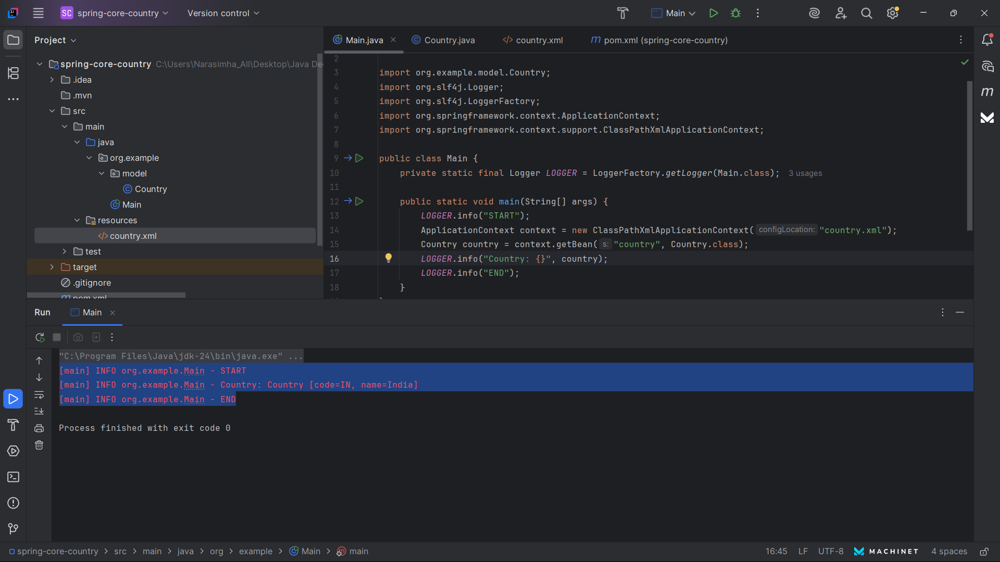 SC spring-core-country
Version control
Main
Project
Main.java
Country.java
</> country.xml
m pom.xml (spring-core-country)
spring-core-country C:\Users\Narasimha_All\Desktop\Java De
.idea
.mvn
src
main
java
org.example
model
Country
Main
resources
</> country.xml
test
target
.gitignore
pom.xml
2
3 import org.example.model.Country;
4 import org.slf4j.Logger;
5 import org.slf4j.LoggerFactory;
6 import org.springframework.context.ApplicationContext;
7 import org.springframework.context.support.ClassPathXmlApplicationContext;
8
9 public class Main {
10 private static final Logger LOGGER = LoggerFactory.getLogger(Main.class); 3 usages
11
12 public static void main(String[] args) {
13 LOGGER.info("START");
14 ApplicationContext context = new ClassPathXmlApplicationContext( configLocation: "country.xml");
15 Country country = context.getBean( s: "country", Country.class);
16 LOGGER.info("Country: {}", country);
17 LOGGER.info("END");
18 }
Run
Main
"C:\Program Files\Java\jdk-24\bin\java.exe" ...
[main] INFO org.example.Main - START
[main] INFO org.example.Main - Country: Country [code=IN, name=India]
[main] INFO org.example.Main - END
Process finished with exit code 0
spring-core-country > src > main > java > org > example > Main > main
16:45 LF UTF-8 MACHINET 4 spaces